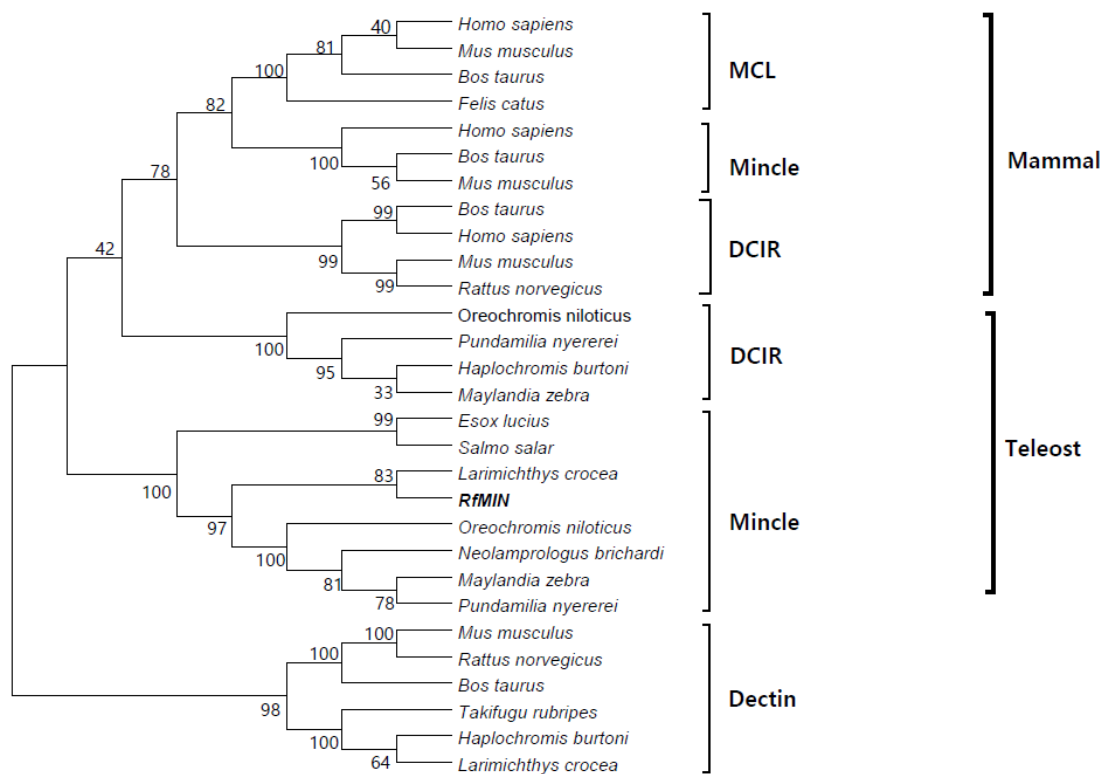 Homo sapiens
40
Mus musculus
81
Bos taurus
MCL
100
Felis catus
82
Homo sapiens
Bos taurus
100
Mincle
Mammal
56
Mus musculus
78
Bos taurus
99
Homo sapiens
42
DCIR
99
Mus musculus
99
Rattus norvegicus
Oreochromis niloticus
100
Pundamilia nyererei
DCIR
95
Haplochromis burtoni
33
Maylandia zebra
99
Esox lucius
Salmo salar
Teleost
83
Larimichthys crocea
100
RfMIN
97
Mincle
Oreochromis niloticus
100
Neolamprologus brichardi
81
Maylandia zebra
78
Pundamilia nyererei
100
Mus musculus
100
Rattus norvegicus
Bos taurus
98
Dectin
Takifugu rubripes
100
Haplochromis burtoni
64
Larimichthys crocea